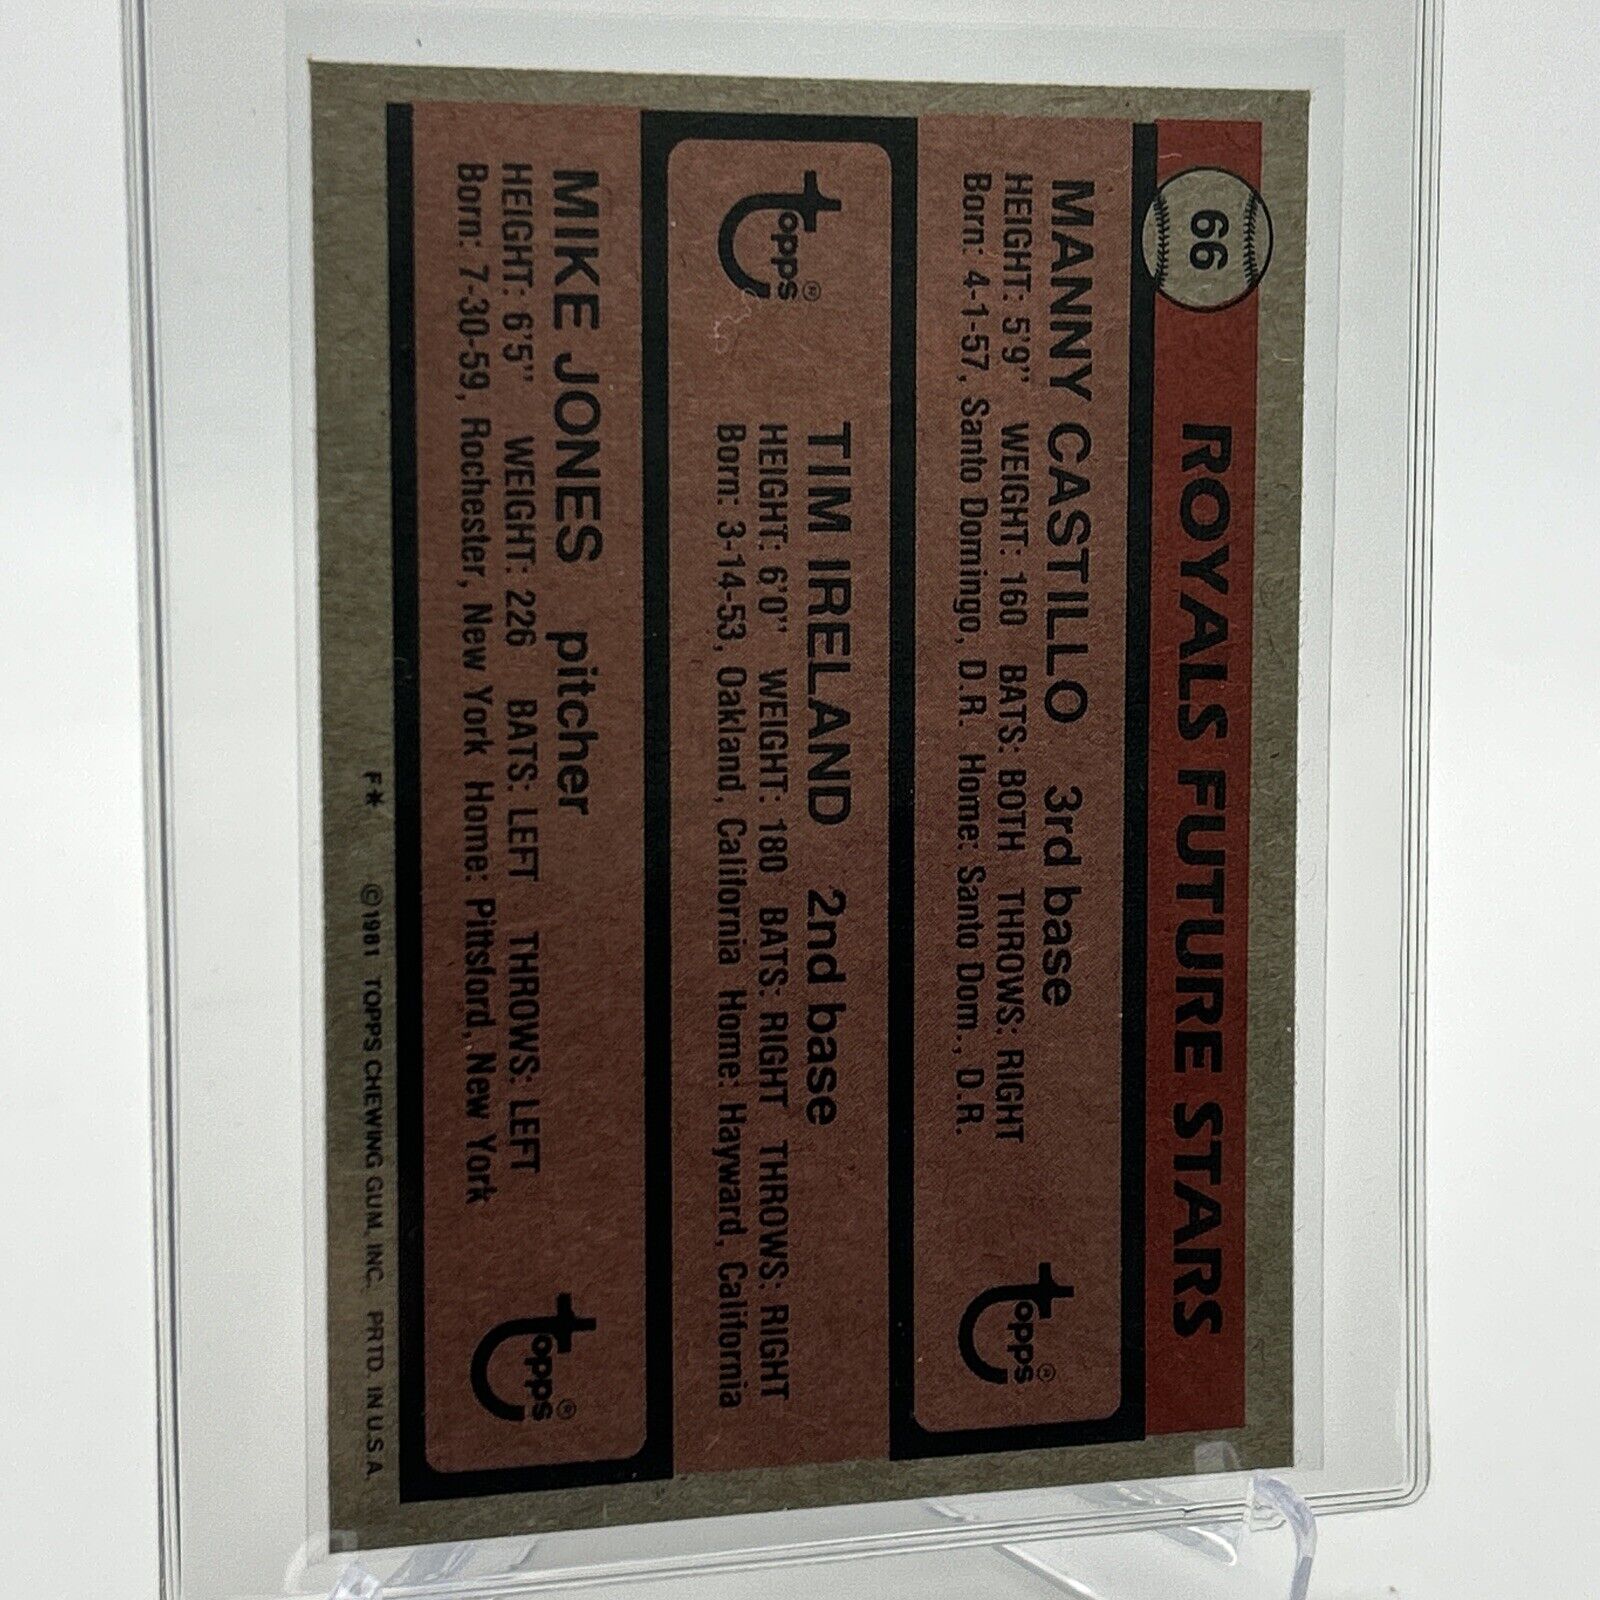 66 ROYALS FUTURE STARS
MANNY CASTILLO 3rd base
HEIGHT: 5'9" WEIGHT: 160 BATS: BOTH THROWS: RIGHT
Born: 4-1-57, Santo Domingo, D.R. Home: Santo Dom., D.R.
topps®
topps®
TIM IRELAND 2nd base
HEIGHT: 6'0" WEIGHT: 180 BATS: RIGHT THROWS: RIGHT
Born: 3-14-53, Oakland, California Home: Hayward, California
MIKE JONES pitcher
HEIGHT: 6'5" WEIGHT: 226 BATS: LEFT THROWS: LEFT
Born: 7-30-59, Rochester, New York Home: Pittsford, New York
topps®
F* ©1981 TOPPS CHEWING GUM, INC. PRTD. IN U.S.A.